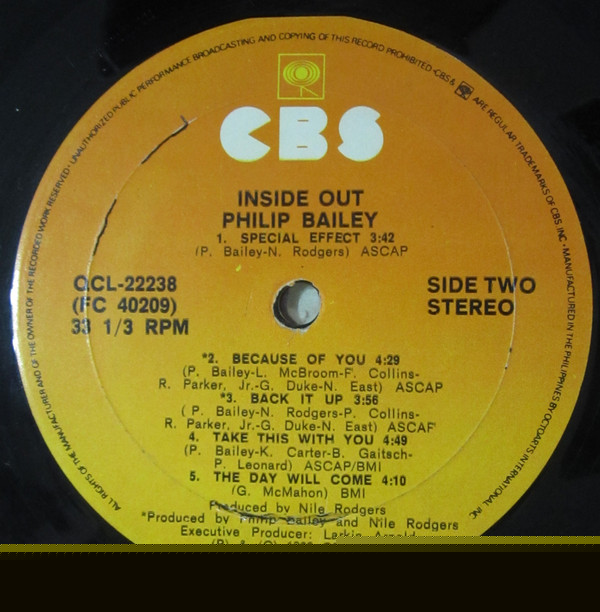 ALL RIGHTS OF THE MANUFACTURER AND OF THE OWNER OF THE RECORDED WORK RESERVED · UNAUTHORIZED PUBLIC PERFORMANCE BROADCASTING AND COPYING OF THIS RECORD PROHIBITED · CBS & ARE REGULAR TRADEMARKS OF CBS. INC · MANUFACTURED IN THE PHILIPPINES BY OCTOARTS INTERNATIONAL INC
CBS
INSIDE OUT
PHILIP BAILEY
1. SPECIAL EFFECT 3:42
(P. Bailey-N. Rodgers) ASCAP
QCL-22238
(FC 40209)
33 1/3 RPM
SIDE TWO
STEREO
*2. BECAUSE OF YOU 4:29
(P. Bailey-L. McBroom-F. Collins-
R. Parker, Jr.-G. Duke-N. East) ASCAP
*3. BACK IT UP 3:56
( P. Bailey-N. Rodgers-P. Collins-
R. Parker, Jr.-G. Duke-N. East) ASCAF
4. TAKE THIS WITH YOU 4:49
(P. Bailey-K. Carter-B. Gaitsch-
P. Leonard) ASCAP/BMI
5. THE DAY WILL COME 4:10
(G. McMahon) BMI
Produced by Nile Rodgers
*Produced by Philip Bailey and Nile Rodgers
Executive Producer: Larkin Arnold